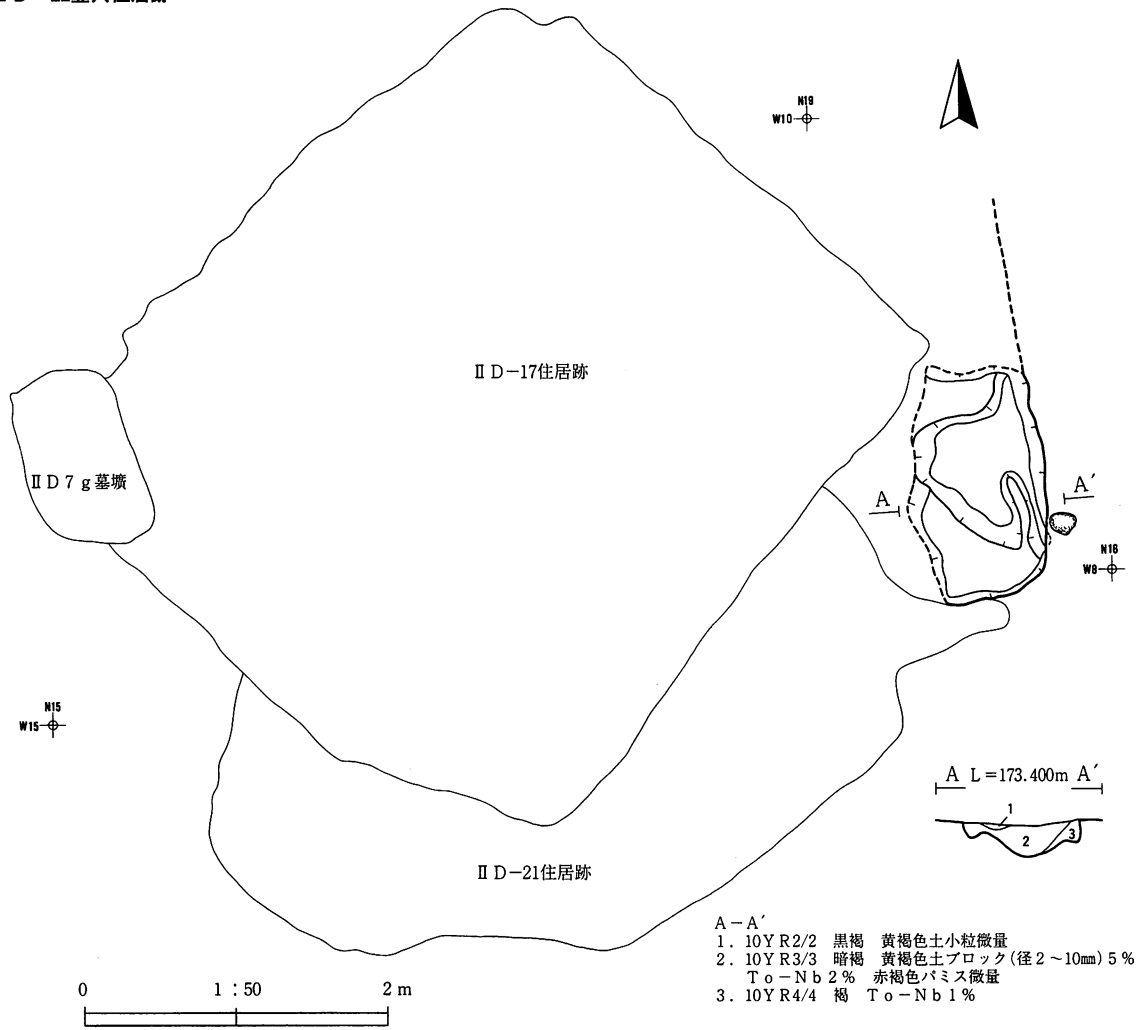 N19
W10
ⅡD-17住居跡
ⅡD7g墓壙
A A′
N16
W8
N15
W15
A L=173.400m A′
1
2 3
ⅡD-21住居跡
A-A′
1. 10YR2/2 黒褐 黄褐色土小粒微量
2. 10YR3/3 暗褐 黄褐色土ブロック(径2~10㎜)5%
To-Nb2% 赤褐色パミス微量
3. 10YR4/4 褐 To-Nb1%
0 1:50 2m